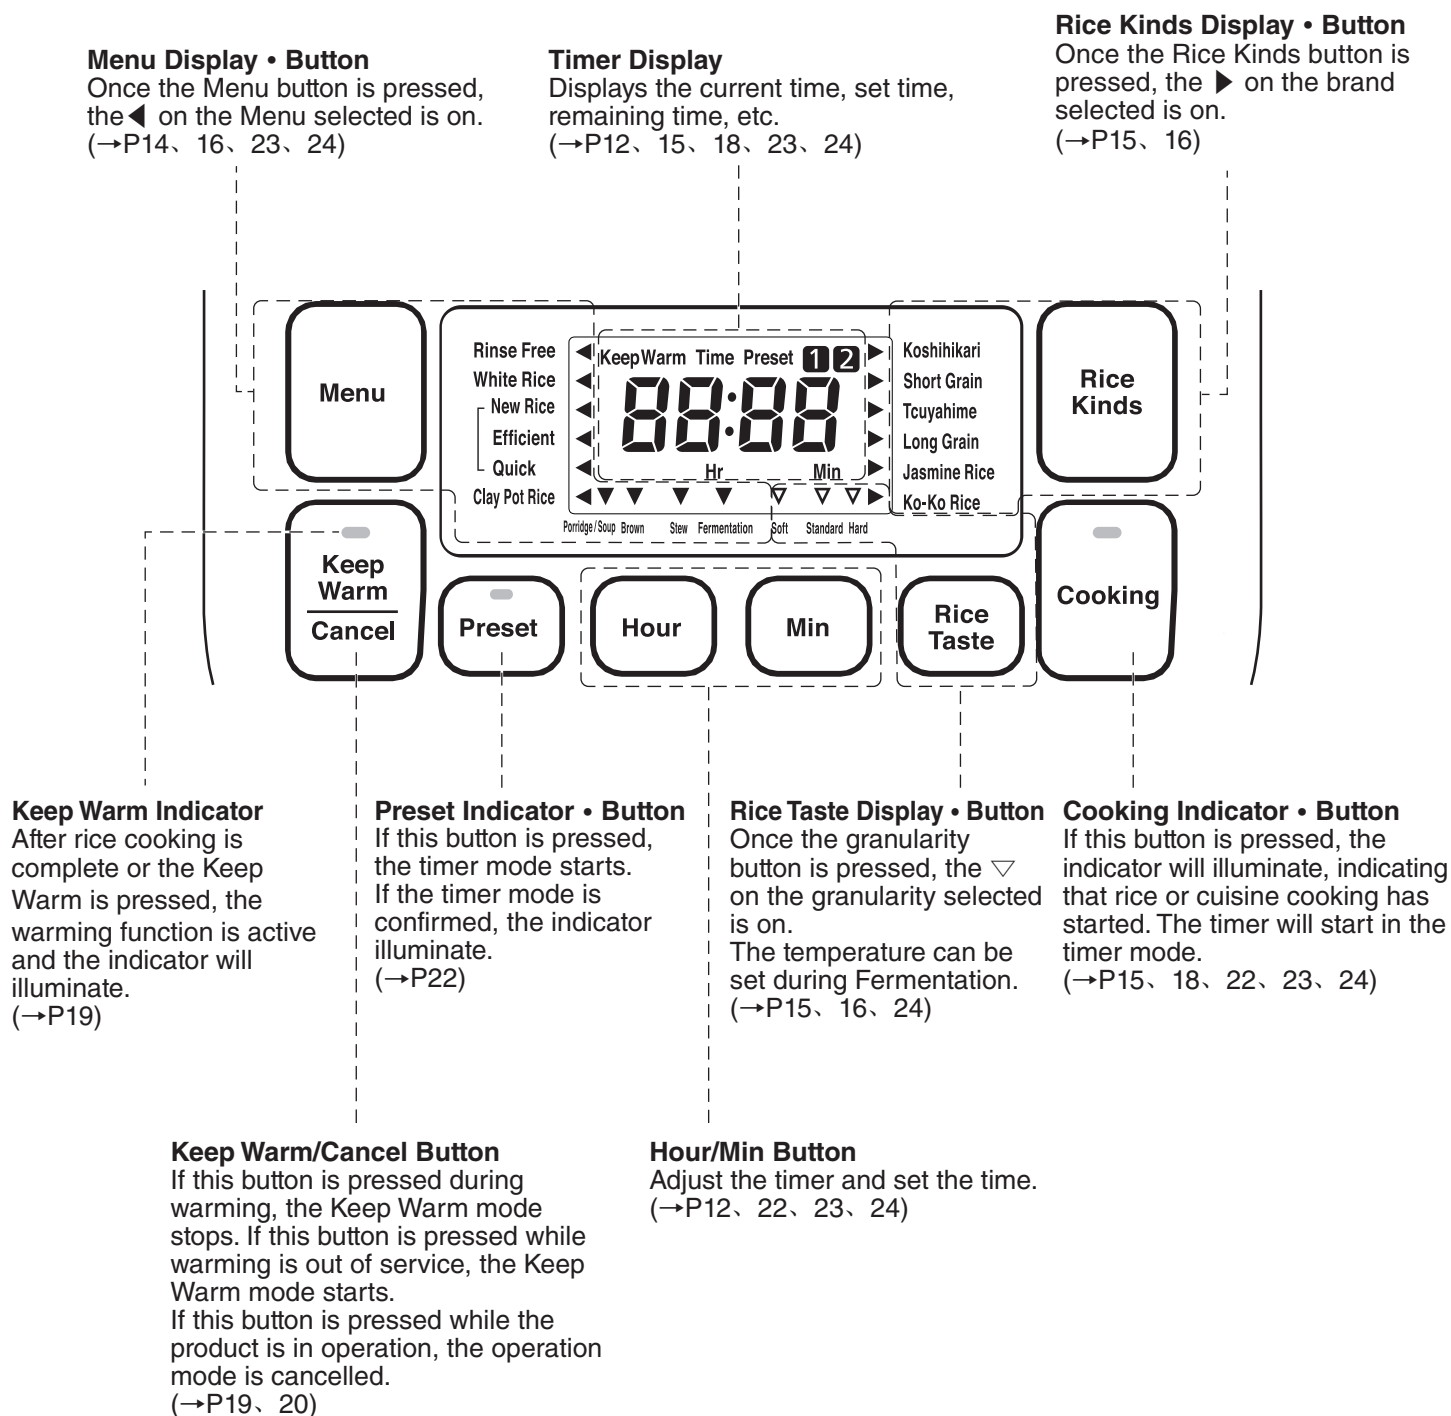 Rice Kinds Display • Button
Once the Rice Kinds button is
pressed, the ▶ on the brand
selected is on.
(→P15、16)
Menu Display • Button
Once the Menu button is pressed,
the◀ on the Menu selected is on.
(→P14、16、23、24)
Timer Display
Displays the current time, set time,
remaining time, etc.
(→P12、15、18、23、24)
Menu
Rinse Free
White Rice
New Rice
Efficient
Quick
Clay Pot Rice
Keep Warm Time Preset 1 2
88:88
Hr Min
Porridge/Soup Brown Stew Fermentation Soft Standard Hard
Koshihikari
Short Grain
Tcuyahime
Long Grain
Jasmine Rice
Ko-Ko Rice
Rice
Kinds
Keep
Warm
Cancel
Preset
Hour
Min
Rice
Taste
Cooking
Keep Warm Indicator
After rice cooking is
complete or the Keep
Warm is pressed, the
warming function is active
and the indicator will
illuminate.
(→P19)
Preset Indicator • Button
If this button is pressed,
the timer mode starts.
If the timer mode is
confirmed, the indicator
illuminate.
(→P22)
Rice Taste Display • Button
Once the granularity
button is pressed, the ▽
on the granularity selected
is on.
The temperature can be
set during Fermentation.
(→P15、16、24)
Cooking Indicator • Button
If this button is pressed, the
indicator will illuminate, indicating
that rice or cuisine cooking has
started. The timer will start in the
timer mode.
(→P15、18、22、23、24)
Keep Warm/Cancel Button
If this button is pressed during
warming, the Keep Warm mode
stops. If this button is pressed while
warming is out of service, the Keep
Warm mode starts.
If this button is pressed while the
product is in operation, the operation
mode is cancelled.
(→P19、20)
Hour/Min Button
Adjust the timer and set the time.
(→P12、22、23、24)